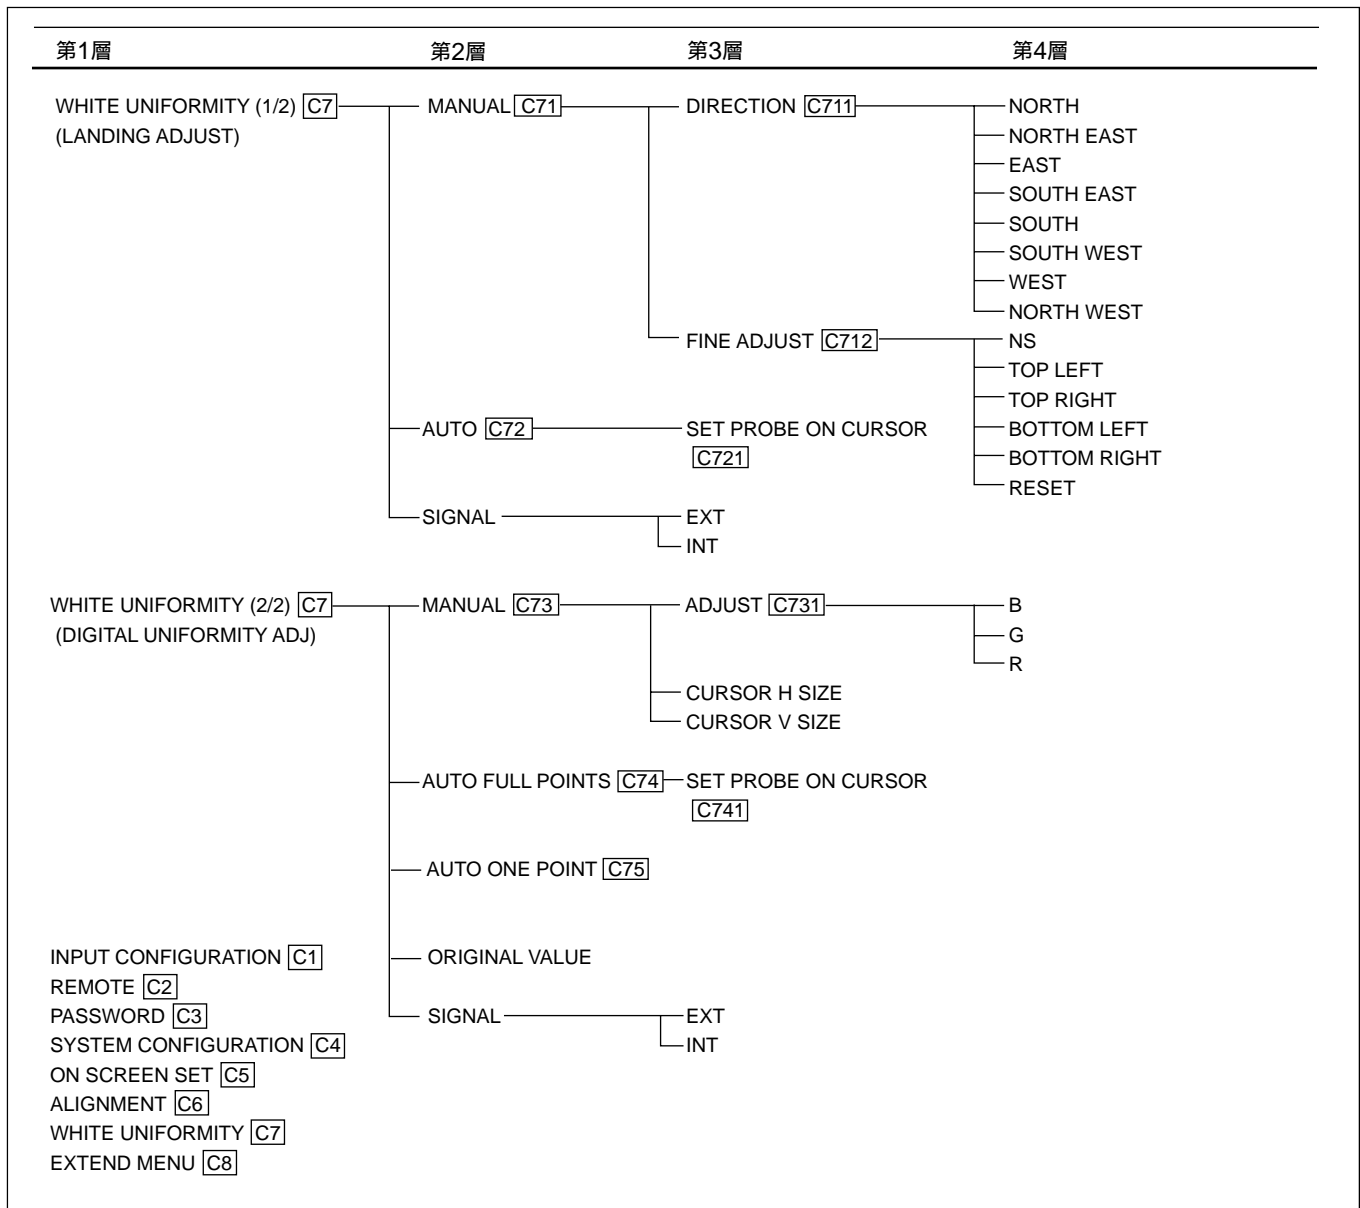 第1層 第2層 第3層 第4層
WHITE UNIFORMITY (1/2) C7 MANUAL C71 DIRECTION C711 NORTH
(LANDING ADJUST) NORTH EAST
EAST
SOUTH EAST
SOUTH
SOUTH WEST
WEST
NORTH WEST
FINE ADJUST C712 NS
TOP LEFT
TOP RIGHT
AUTO C72 SET PROBE ON CURSOR BOTTOM LEFT
C721 BOTTOM RIGHT
RESET
SIGNAL EXT
INT
WHITE UNIFORMITY (2/2) C7 MANUAL C73 ADJUST C731 B
(DIGITAL UNIFORMITY ADJ) G
R
CURSOR H SIZE
CURSOR V SIZE
AUTO FULL POINTS C74 SET PROBE ON CURSOR
C741
AUTO ONE POINT C75
INPUT CONFIGURATION C1 ORIGINAL VALUE
REMOTE C2
PASSWORD C3 SIGNAL EXT
SYSTEM CONFIGURATION C4 INT
ON SCREEN SET C5
ALIGNMENT C6
WHITE UNIFORMITY C7
EXTEND MENU C8